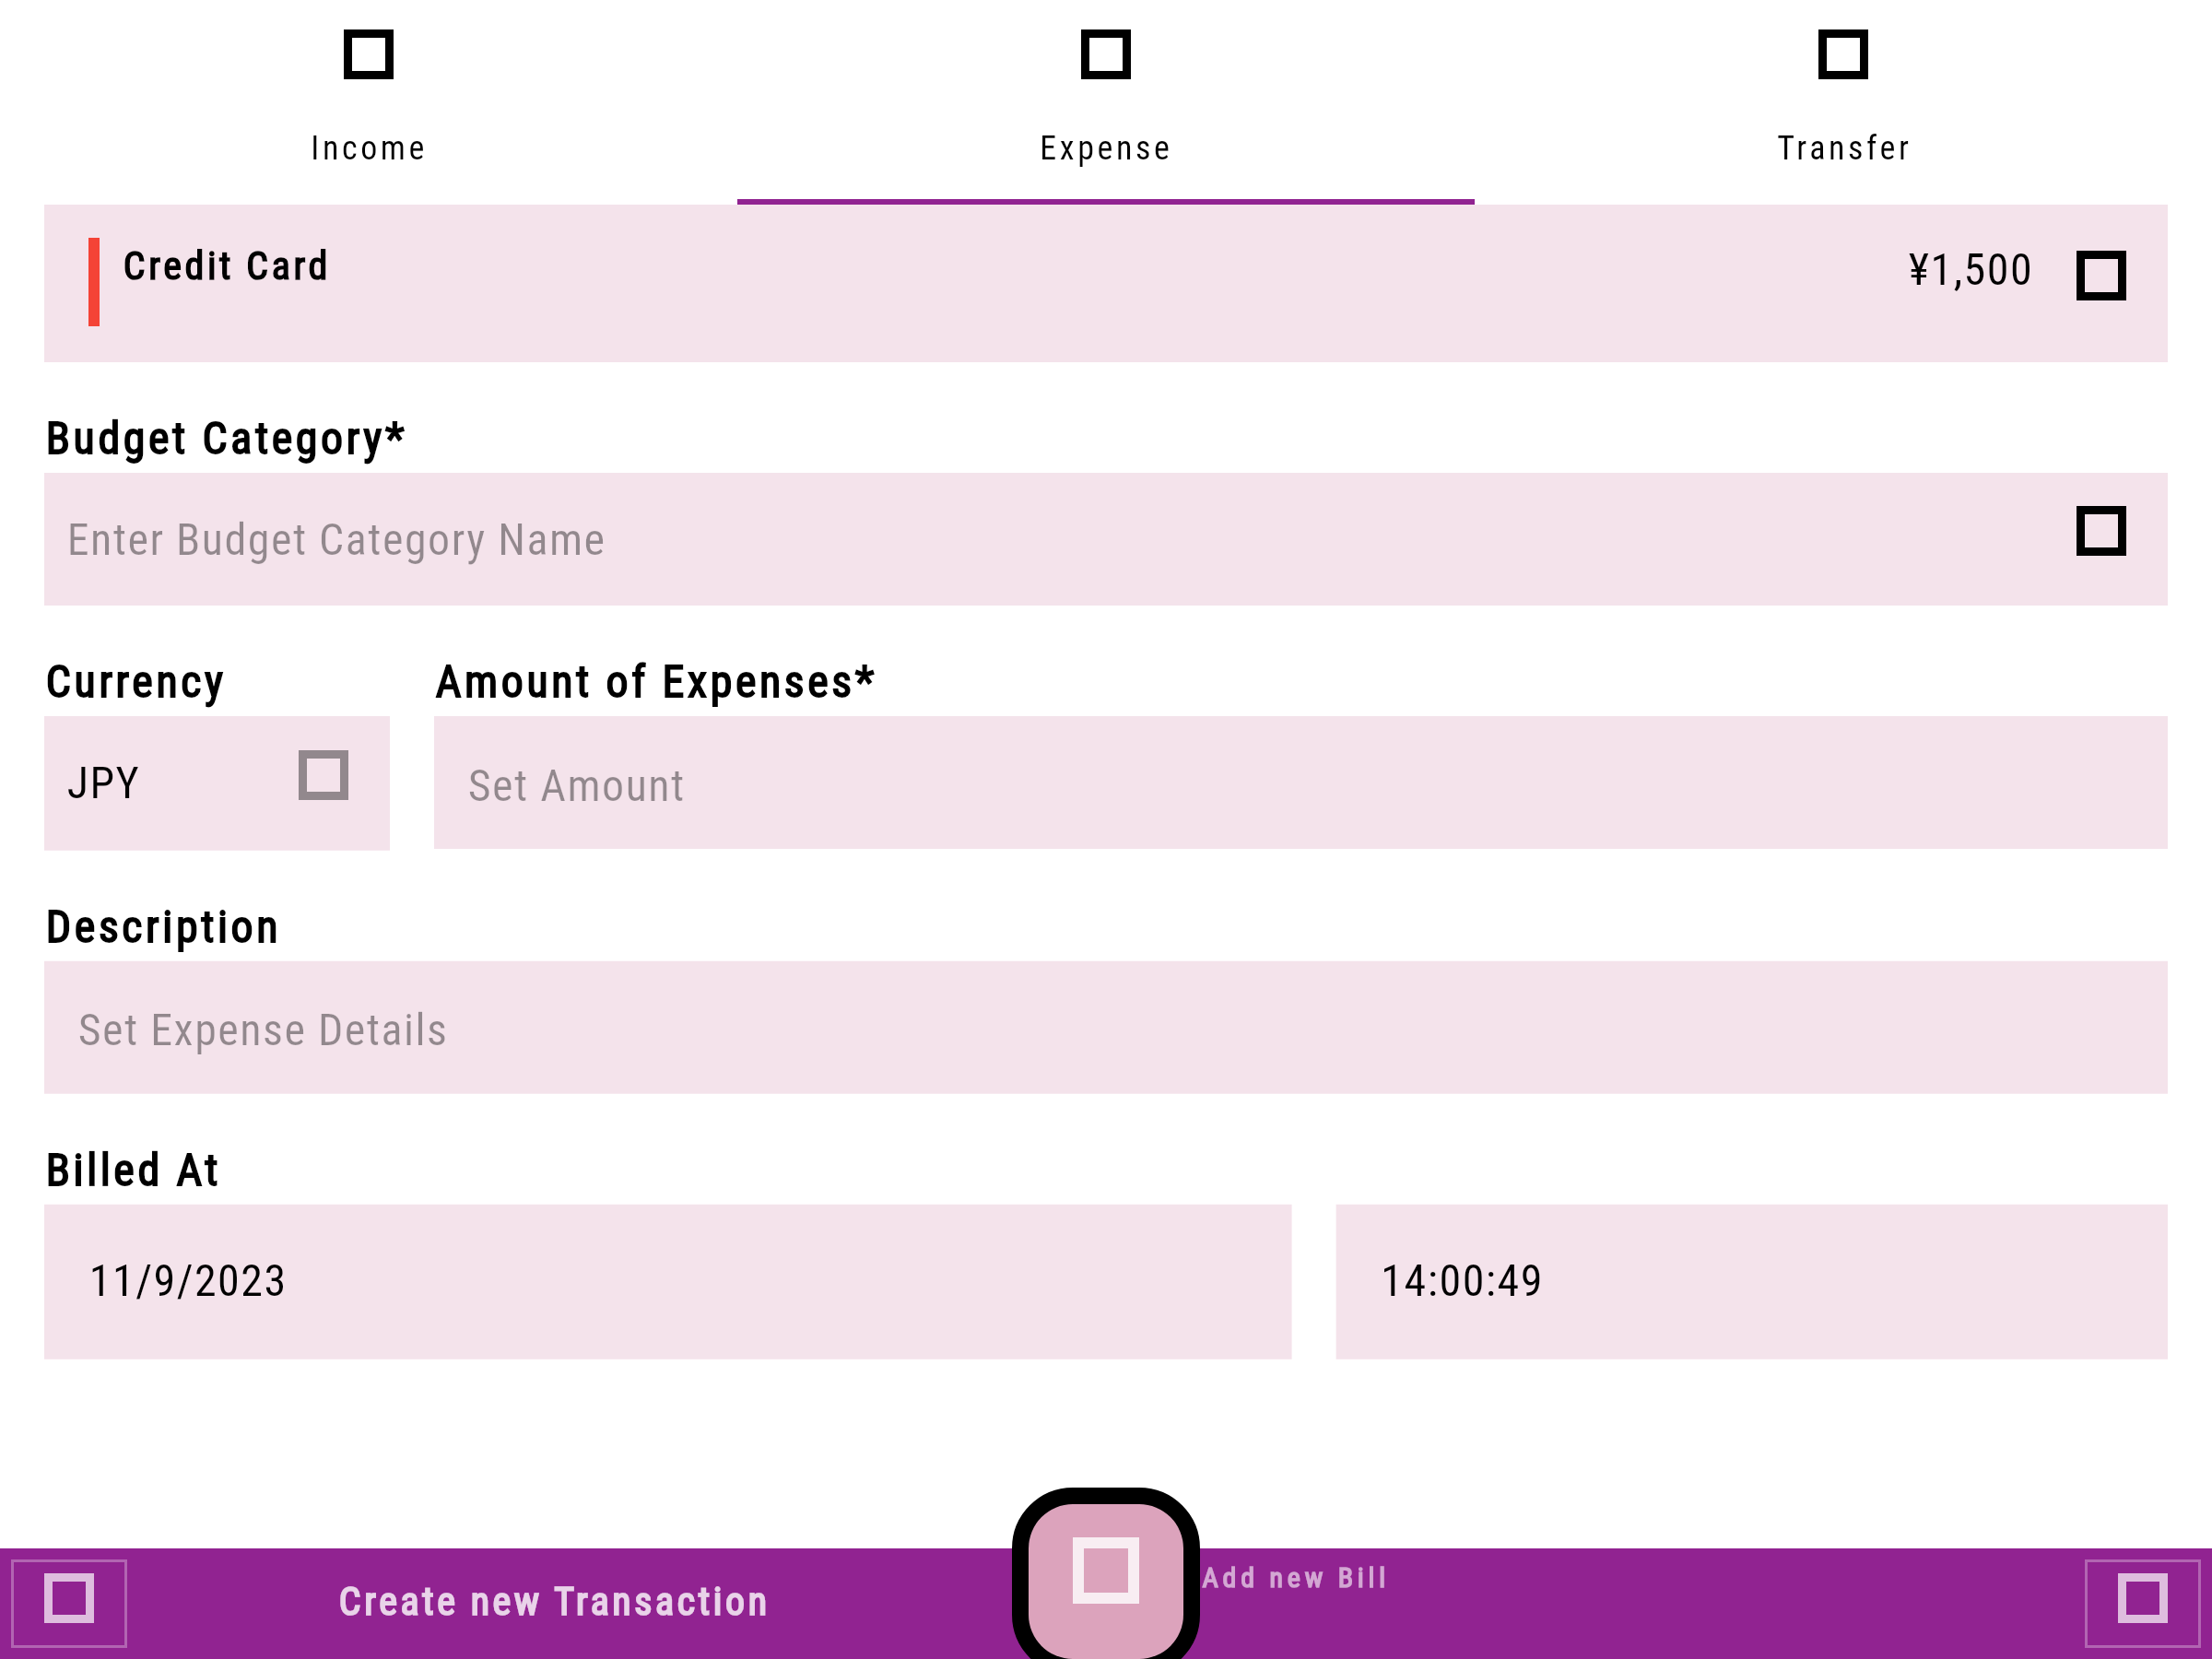 Income
Expense
Transfer
Credit Card
¥1,500
Budget Category*
Enter Budget Category Name
Currency
Amount of Expenses*
JPY
Set Amount
Description
Set Expense Details
Billed At
11/9/2023
14:00:49
Create new Transaction
Add new Bill